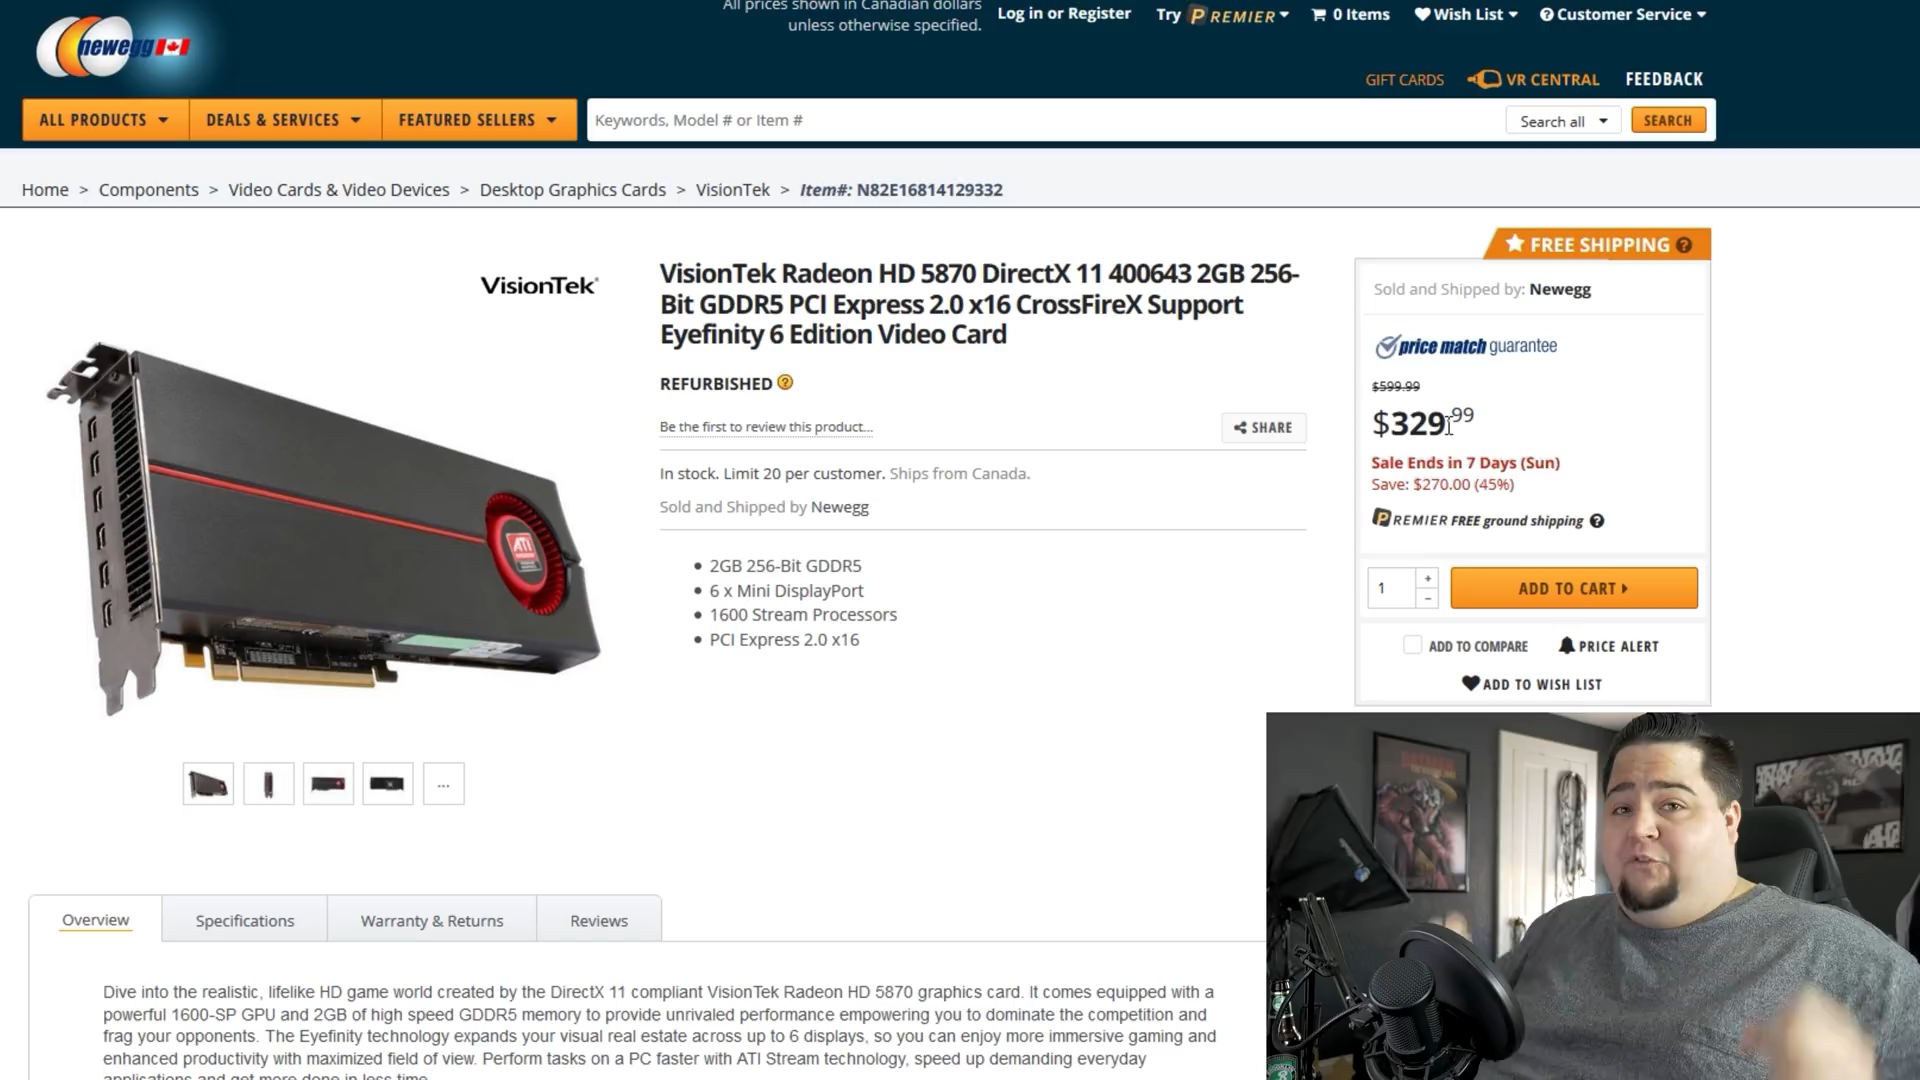 All prices shown in Canadian dollars
unless otherwise specified.
Log in or Register
Try PREMIER
0 Items
Wish List
Customer Service
newegg
GIFT CARDS
VR CENTRAL
FEEDBACK
ALL PRODUCTS
DEALS & SERVICES
FEATURED SELLERS
Keywords, Model # or Item #
Search all
SEARCH
Home > Components > Video Cards & Video Devices > Desktop Graphics Cards > VisionTek > Item#: N82E16814129332
VisionTek
VisionTek Radeon HD 5870 DirectX 11 400643 2GB 256-
Bit GDDR5 PCI Express 2.0 x16 CrossFireX Support
Eyefinity 6 Edition Video Card
REFURBISHED ?
Be the first to review this product...
SHARE
In stock. Limit 20 per customer. Ships from Canada.
Sold and Shipped by Newegg
2GB 256-Bit GDDR5
6 x Mini DisplayPort
1600 Stream Processors
PCI Express 2.0 x16
ATI
...
FREE SHIPPING ?
Sold and Shipped by: Newegg
price match guarantee
$599.99
$329.99
Sale Ends in 7 Days (Sun)
Save: $270.00 (45%)
PREMIER FREE ground shipping ?
1
+
−
ADD TO CART
ADD TO COMPARE
PRICE ALERT
ADD TO WISH LIST
Overview
Specifications
Warranty & Returns
Reviews
Dive into the realistic, lifelike HD game world created by the DirectX 11 compliant VisionTek Radeon HD 5870 graphics card. It comes equipped with a
powerful 1600-SP GPU and 2GB of high speed GDDR5 memory to provide unrivaled performance empowering you to dominate the competition and
frag your opponents. The Eyefinity technology expands your visual real estate across up to 6 displays, so you can enjoy more immersive gaming and
enhanced productivity with maximized field of view. Perform tasks on a PC faster with ATI Stream technology, speed up demanding everyday
applications and get more done in less time.